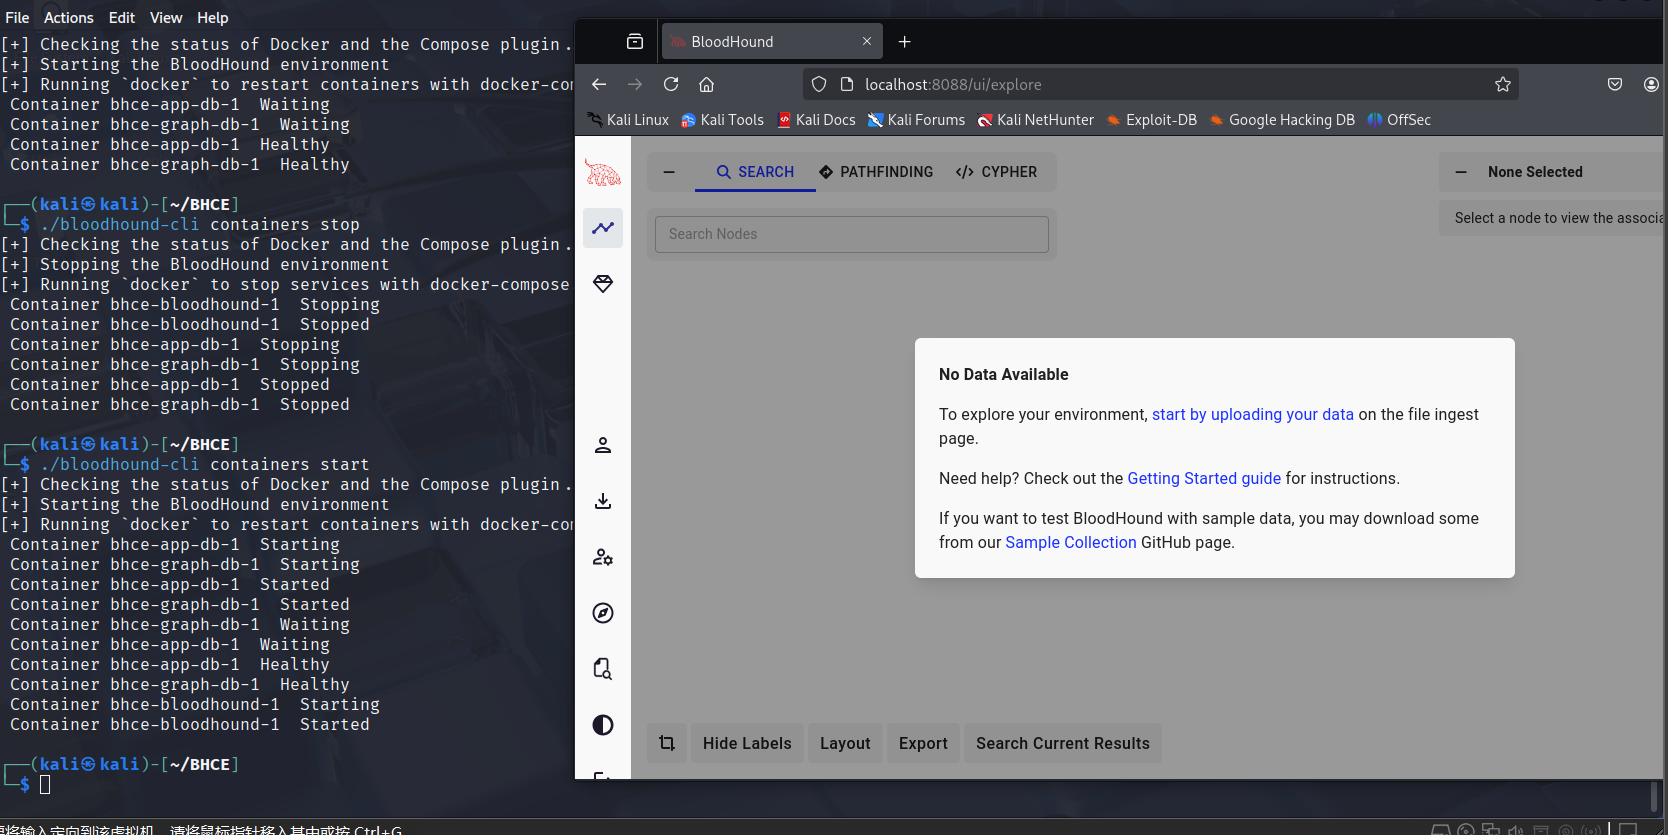 File Actions Edit View Help
[+] Checking the status of Docker and the Compose plugin..
[+] Starting the BloodHound environment
[+] Running `docker` to restart containers with docker-com
Container bhce-app-db-1 Waiting
Container bhce-graph-db-1 Waiting
Container bhce-app-db-1 Healthy
Container bhce-graph-db-1 Healthy
┌──(kali㉿kali)-[~/BHCE]
└─$ ./bloodhound-cli containers stop
[+] Checking the status of Docker and the Compose plugin..
[+] Stopping the BloodHound environment
[+] Running `docker` to stop services with docker-compose
Container bhce-bloodhound-1 Stopping
Container bhce-bloodhound-1 Stopped
Container bhce-app-db-1 Stopping
Container bhce-graph-db-1 Stopping
Container bhce-app-db-1 Stopped
Container bhce-graph-db-1 Stopped
┌──(kali㉿kali)-[~/BHCE]
└─$ ./bloodhound-cli containers start
[+] Checking the status of Docker and the Compose plugin..
[+] Starting the BloodHound environment
[+] Running `docker` to restart containers with docker-com
Container bhce-app-db-1 Starting
Container bhce-graph-db-1 Starting
Container bhce-app-db-1 Started
Container bhce-graph-db-1 Started
Container bhce-graph-db-1 Waiting
Container bhce-app-db-1 Waiting
Container bhce-app-db-1 Healthy
Container bhce-graph-db-1 Healthy
Container bhce-bloodhound-1 Starting
Container bhce-bloodhound-1 Started
┌──(kali㉿kali)-[~/BHCE]
└─$
BloodHound
localhost:8088/ui/explore
Kali Linux Kali Tools Kali Docs Kali Forums Kali NetHunter Exploit-DB Google Hacking DB OffSec
SEARCH PATHFINDING CYPHER
Search Nodes
None Selected
Select a node to view the associa
No Data Available
To explore your environment, start by uploading your data on the file ingest
page.
Need help? Check out the Getting Started guide for instructions.
If you want to test BloodHound with sample data, you may download some
from our Sample Collection GitHub page.
Hide Labels Layout Export Search Current Results
将输入定向到该虚拟机，请将鼠标指针移入其中或按 Ctrl+G